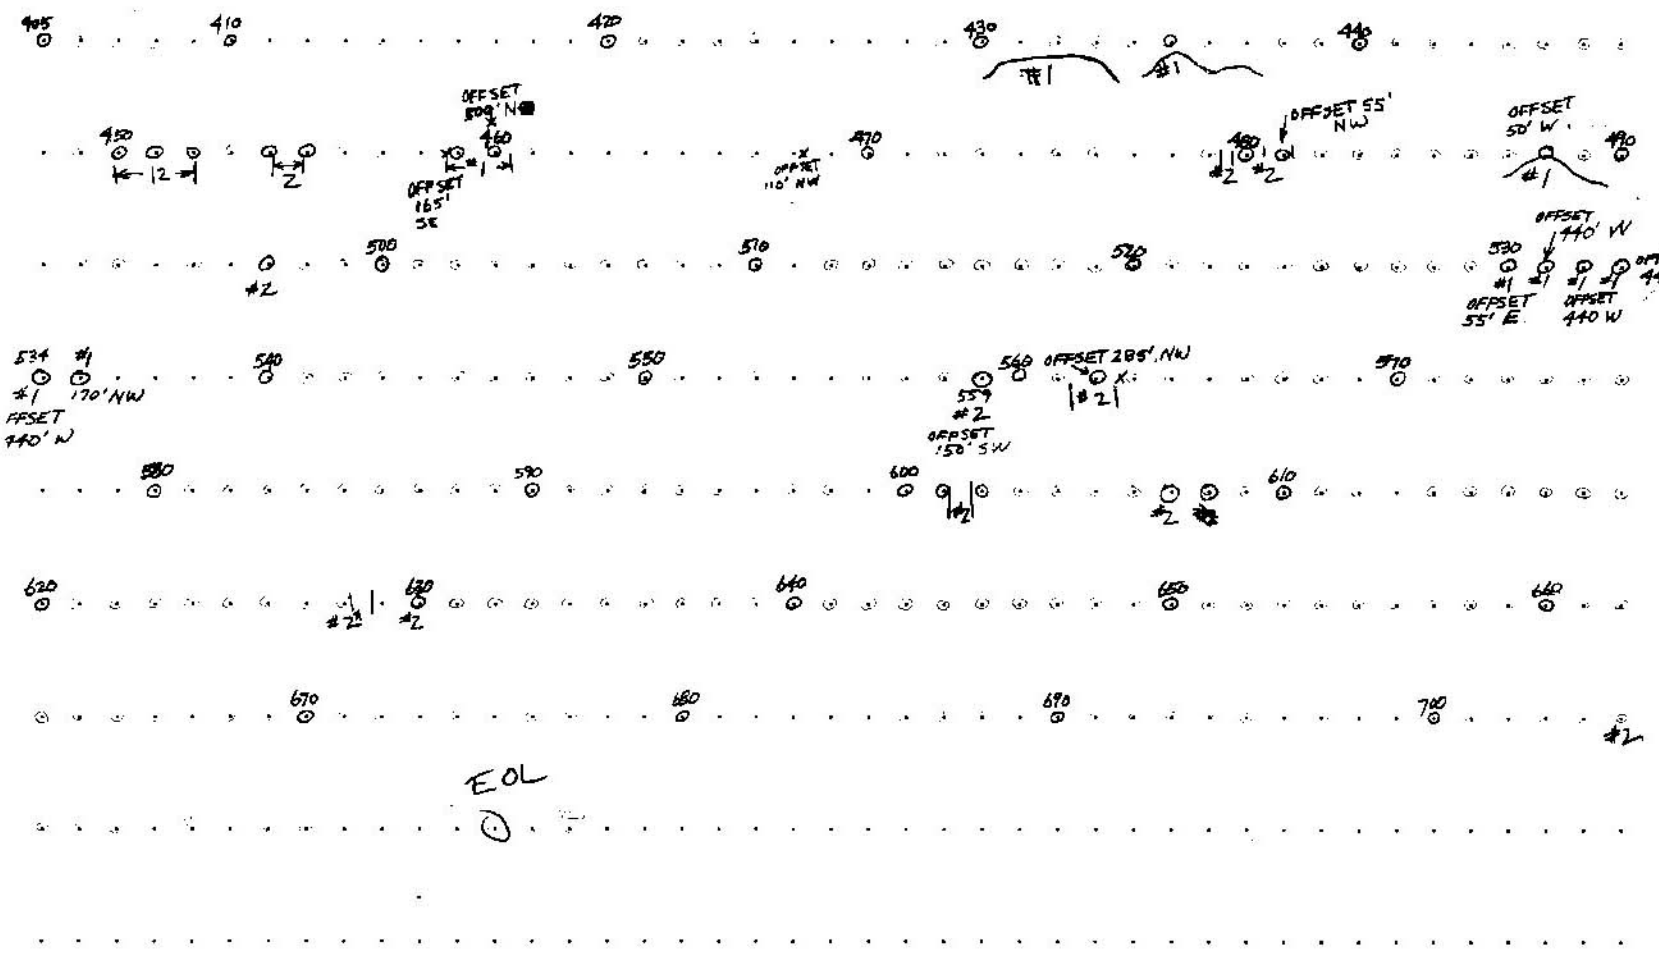 405 410 420 430 440
#1 #1
OFFSET
N
OFFSET 55'
NW
OFFSET
50' W.
450 460 470 480 490
12 2 #1 #2 #2 #1
OFFSET
165'
SE
OFFSET
110' NW
OFFSET
440' W
500 510 520 530
#2 #1 #1 #1 #1
OFFSET
55' E.
OFFSET
440 W
534 #1 540 550 560 OFFSET 285' NW 570
#1 170' NW
FFSET
440' W
559
#2
#2
OFFSET
150' SW
580 590 600 610
#2 #2
620 630 640 650 660
#2 #2
670 680 690 700
#2
EOL